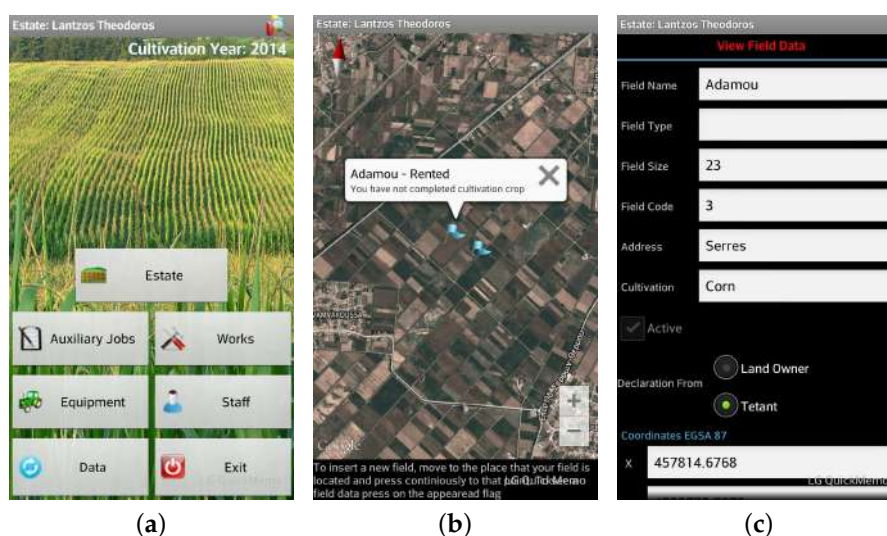 Estate: Lantzos Theodoros
Cultivation Year: 2014
Estate
Auxiliary Jobs
Works
Equipment
Staff
Data
Exit
(a)
Estate: Lantzos Theodoros
Adamou - Rented
You have not completed cultivation crop
VAMVAKOUSSA
Google
+
−
To insert a new field, move to the place that your field is
located and press continiously to that
field data press on the appearead flag
LG QuickMemo
(b)
Estate: Lantzos Theodoros
View Field Data
Field Name
Adamou
Field Type
Field Size
23
Field Code
3
Address
Serres
Cultivation
Corn
Active
Declaration From
Land Owner
Tetant
Coordinates EGSA 87
X
457814.6768
LG QuickMemo
(c)